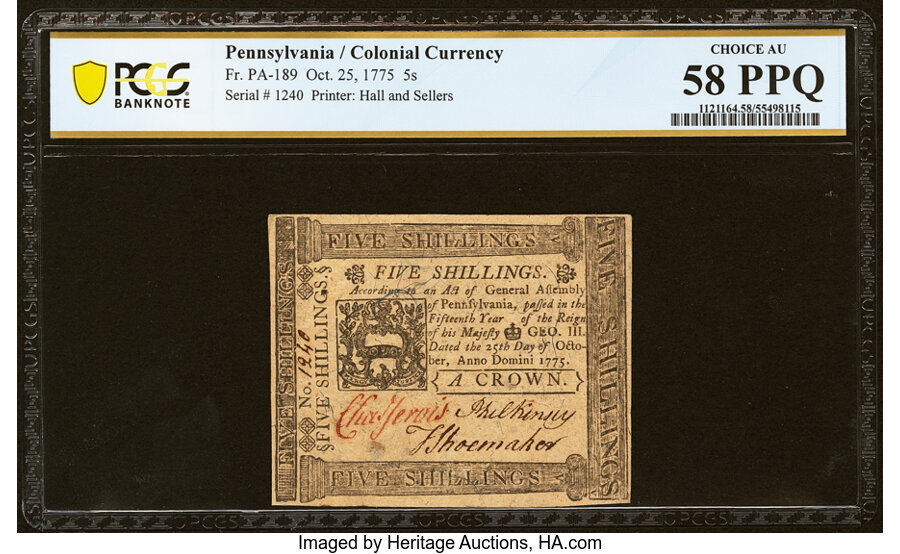 PCGS
BANKNOTE
Pennsylvania / Colonial Currency
Fr. PA-189 Oct. 25, 1775 5s
Serial # 1240 Printer: Hall and Sellers
CHOICE AU
58 PPQ
1121164.58/55498115
FIVE SHILLINGS
FIVE SHILLINGS
FIVE SHILLINGS.
No. 1240
FIVE SHILLINGS.
According to an Act of General Aſſembly
of Pennſylvania, paſſed in the
Fifteenth Year of the Reign
of his Majeſty GEO. III.
Dated the 25th Day of Octo-
ber, Anno Domini 1775.
A CROWN.
Chas Jervis Phil Kinsey
J Shoemaker
FIVE SHILLINGS
FIVE SHILLINGS
Imaged by Heritage Auctions, HA.com